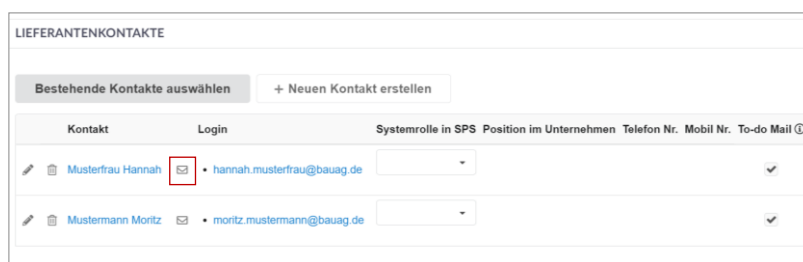 LIEFERANTENKONTAKTE
Bestehende Kontakte auswählen + Neuen Kontakt erstellen
Kontakt Login Systemrolle in SPS Position im Unternehmen Telefon Nr. Mobil Nr. To-do Mail
Musterfrau Hannah • hannah.musterfrau@bauag.de
Mustermann Moritz • moritz.mustermann@bauag.de